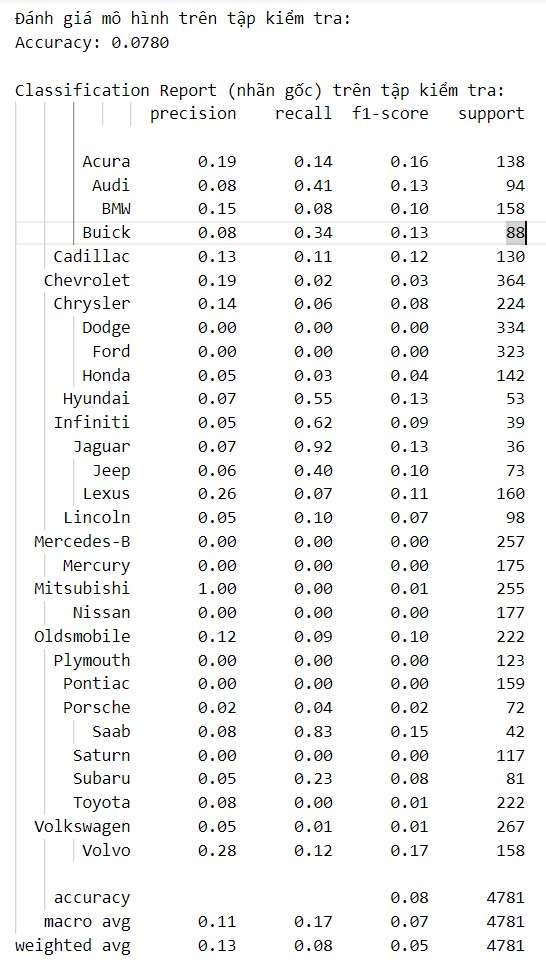 Đánh giá mô hình trên tập kiểm tra:
Accuracy: 0.0780
Classification Report (nhãn gốc) trên tập kiểm tra:
precision recall f1-score support
Acura 0.19 0.14 0.16 138
Audi 0.08 0.41 0.13 94
BMW 0.15 0.08 0.10 158
Buick 0.08 0.34 0.13 88
Cadillac 0.13 0.11 0.12 130
Chevrolet 0.19 0.02 0.03 364
Chrysler 0.14 0.06 0.08 224
Dodge 0.00 0.00 0.00 334
Ford 0.00 0.00 0.00 323
Honda 0.05 0.03 0.04 142
Hyundai 0.07 0.55 0.13 53
Infiniti 0.05 0.62 0.09 39
Jaguar 0.07 0.92 0.13 36
Jeep 0.06 0.40 0.10 73
Lexus 0.26 0.07 0.11 160
Lincoln 0.05 0.10 0.07 98
Mercedes-B 0.00 0.00 0.00 257
Mercury 0.00 0.00 0.00 175
Mitsubishi 1.00 0.00 0.01 255
Nissan 0.00 0.00 0.00 177
Oldsmobile 0.12 0.09 0.10 222
Plymouth 0.00 0.00 0.00 123
Pontiac 0.00 0.00 0.00 159
Porsche 0.02 0.04 0.02 72
Saab 0.08 0.83 0.15 42
Saturn 0.00 0.00 0.00 117
Subaru 0.05 0.23 0.08 81
Toyota 0.08 0.00 0.01 222
Volkswagen 0.05 0.01 0.01 267
Volvo 0.28 0.12 0.17 158
accuracy 0.08 4781
macro avg 0.11 0.17 0.07 4781
weighted avg 0.13 0.08 0.05 4781